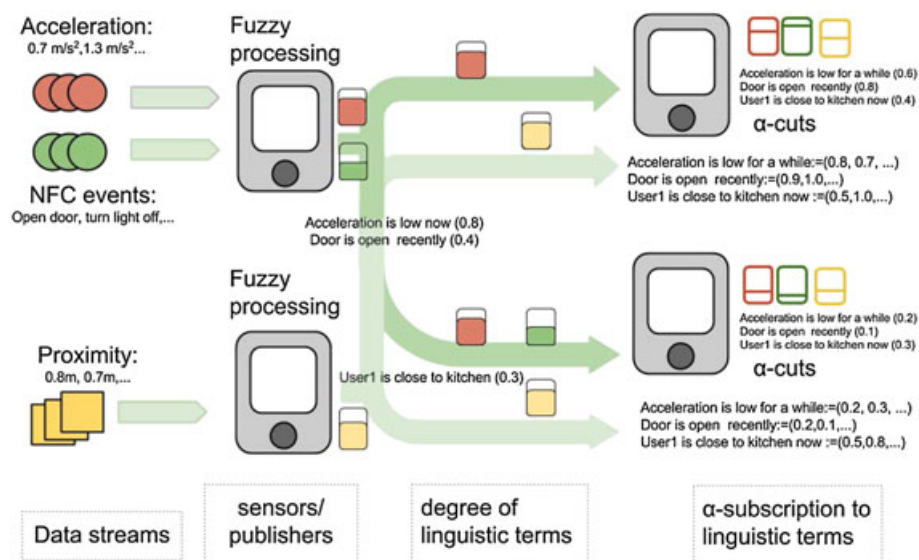 Acceleration:
0.7 m/s²,1.3 m/s²...
NFC events:
Open door, turn light off,...
Fuzzy
processing
Acceleration is low now (0.8)
Door is open recently (0.4)
Acceleration is low for a while (0.6)
Door is open recently (0.8)
User1 is close to kitchen now (0.4)
α-cuts
Acceleration is low for a while:=(0.8, 0.7, ...)
Door is open recently:=(0.9,1.0,...)
User1 is close to kitchen now :=(0.5,1.0,...)
Proximity:
0.8m, 0.7m,...
Fuzzy
processing
User1 is close to kitchen (0.3)
Acceleration is low for a while (0.2)
Door is open recently (0.1)
User1 is close to kitchen now (0.3)
α-cuts
Acceleration is low for a while:=(0.2, 0.3, ...)
Door is open recently:=(0.2,0.1,...)
User1 is close to kitchen now :=(0.5,0.8,...)
Data streams
sensors/
publishers
degree of
linguistic terms
α-subscription to
linguistic terms